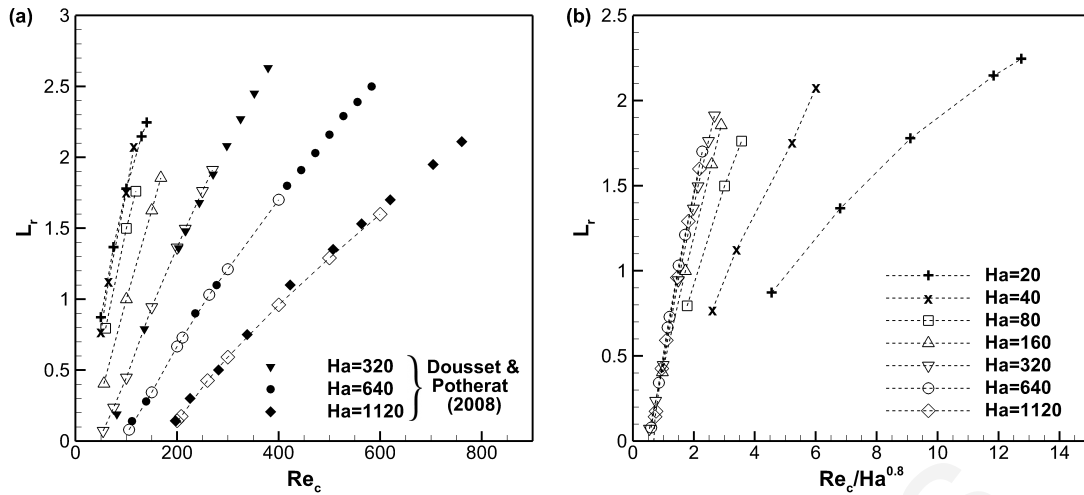 (a)
3
2.5
2
1.5
1
0.5
0
L_r
0
200
400
600
800
Re_c
Ha=320
Ha=640
Ha=1120
Dousset &
Potherat
(2008)
(b)
2.5
2
1.5
1
0.5
0
L_r
0
2
4
6
8
10
12
14
Re_c/Ha^0.8
Ha=20
Ha=40
Ha=80
Ha=160
Ha=320
Ha=640
Ha=1120